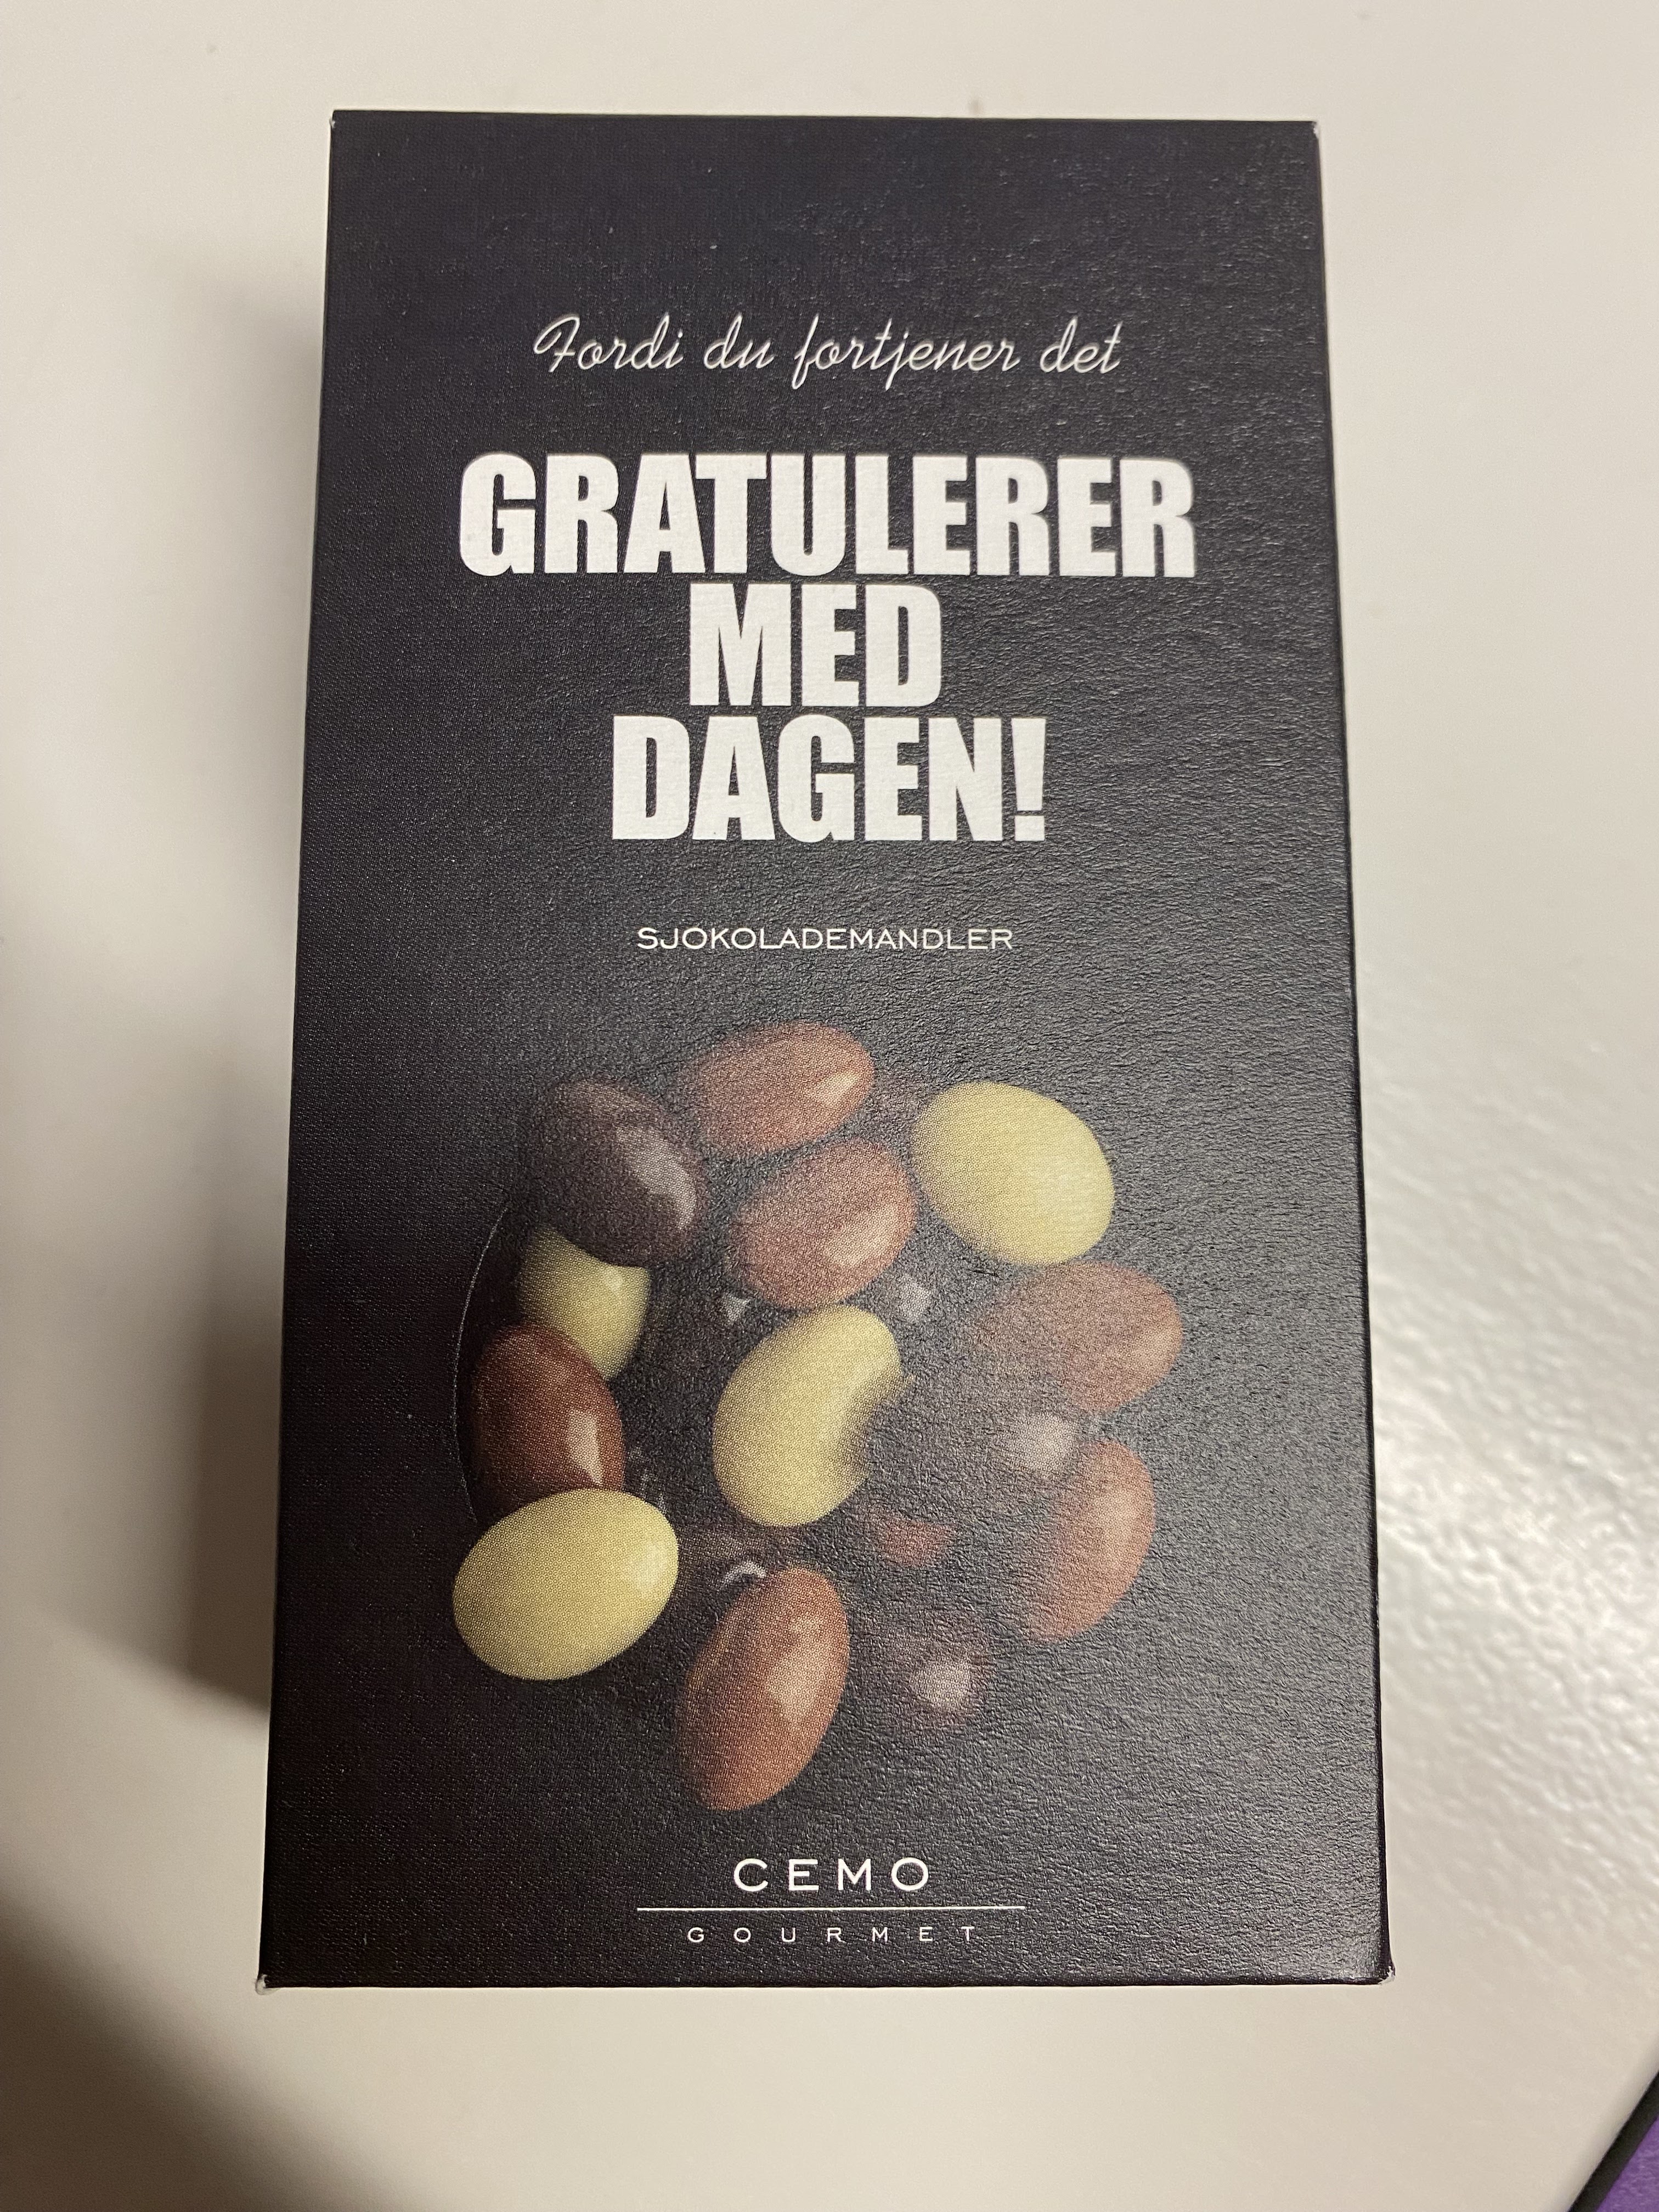 Fordi du fortjener det
GRATULERER
MED
DAGEN!
SJOKOLADEMANDLER
CEMO
GOURMET